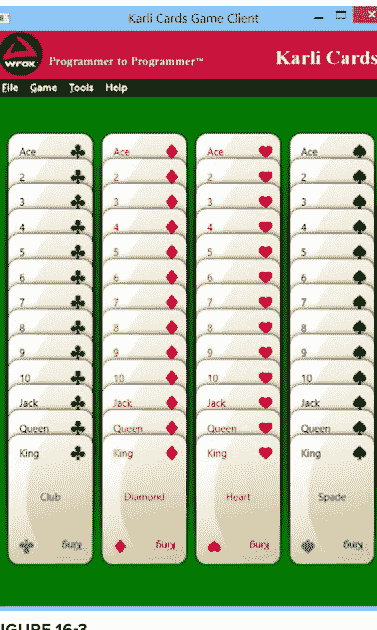 Karli Cards Game Client
wrox Programmer to Programmer™ Karli Cards
File Game Tools Help
Ace Ace Ace Ace
2 2 2 2
3 3 3 3
4 4 4 4
5 5 5 5
6 6 6 6
7 7 7 7
8 8 8 8
9 9 9 9
10 10 10 10
Jack Jack Jack Jack
Queen Queen Queen Queen
King King King King
Club Diamond Heart Spade
King King King King
IGURE 16-3